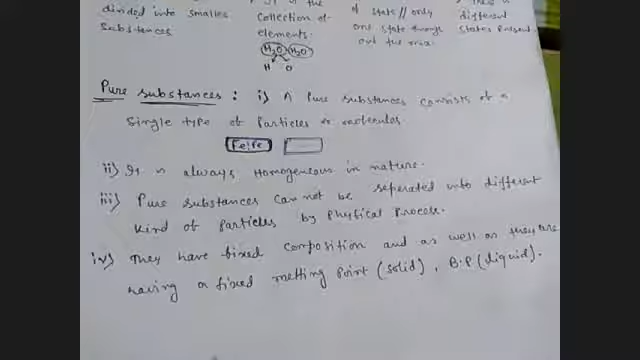 divided into smaller
substances
collection of
elements.
of state// only
one state through
out the mix.
different
states present.
H₂O H₂O
H O
Pure substances : i) A Pure substances consists of a
single type of Particles or molecules.
Fe|Fe
ii) It is always Homogeneous in nature.
iii) Pure substances can not be seperated into different
kind of Particles by Physical Process.
iv) They have fixed composition and as well as they are
having a fixed melting Point (solid), B.P (liquid).